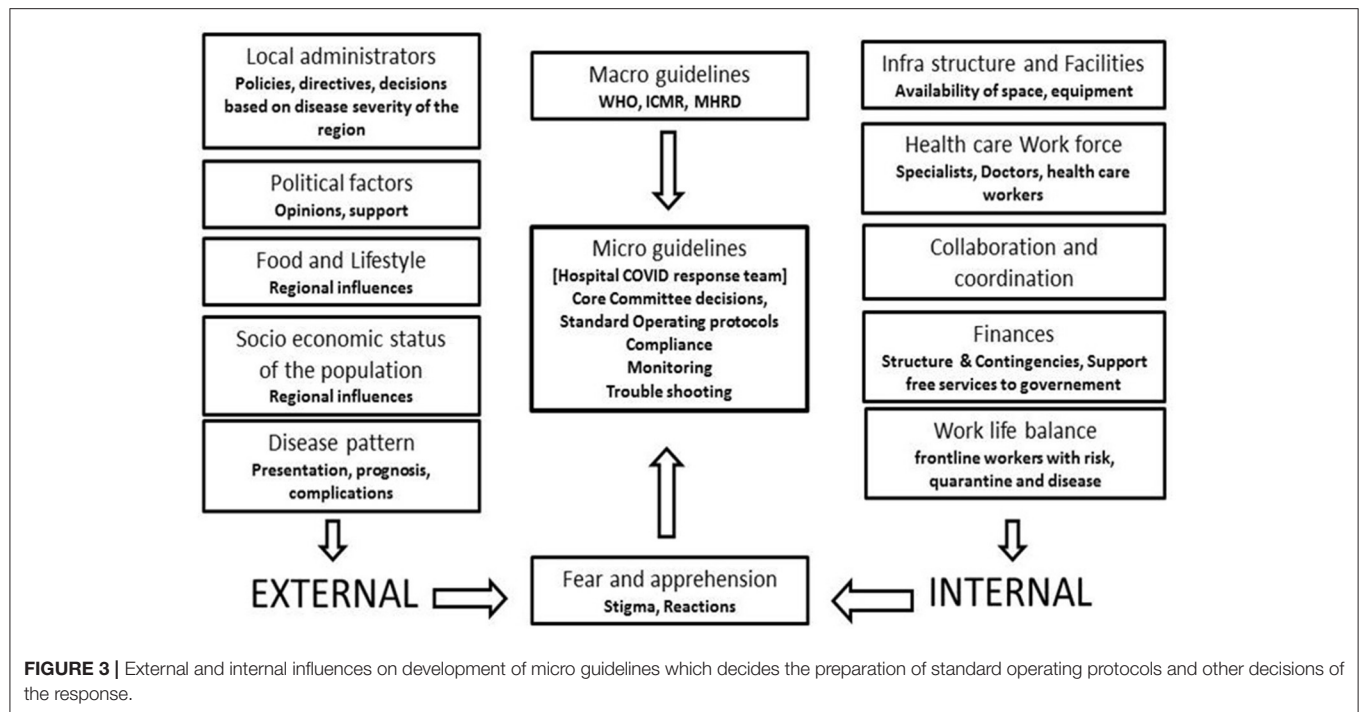 Local administrators
Policies, directives, decisions
based on disease severity of the
region
Political factors
Opinions, support
Food and Lifestyle
Regional influences
Socio economic status
of the population
Regional influences
Disease pattern
Presentation, prognosis,
complications
EXTERNAL
Macro guidelines
WHO, ICMR, MHRD
Micro guidelines
[Hospital COVID response team]
Core Committee decisions,
Standard Operating protocols
Compliance
Monitoring
Trouble shooting
Fear and apprehension
Stigma, Reactions
Infra structure and Facilities
Availability of space, equipment
Health care Work force
Specialists, Doctors, health care
workers
Collaboration and
coordination
Finances
Structure & Contingencies, Support
free services to governement
Work life balance
frontline workers with risk,
quarantine and disease
INTERNAL
FIGURE 3 | External and internal influences on development of micro guidelines which decides the preparation of standard operating protocols and other decisions of
the response.